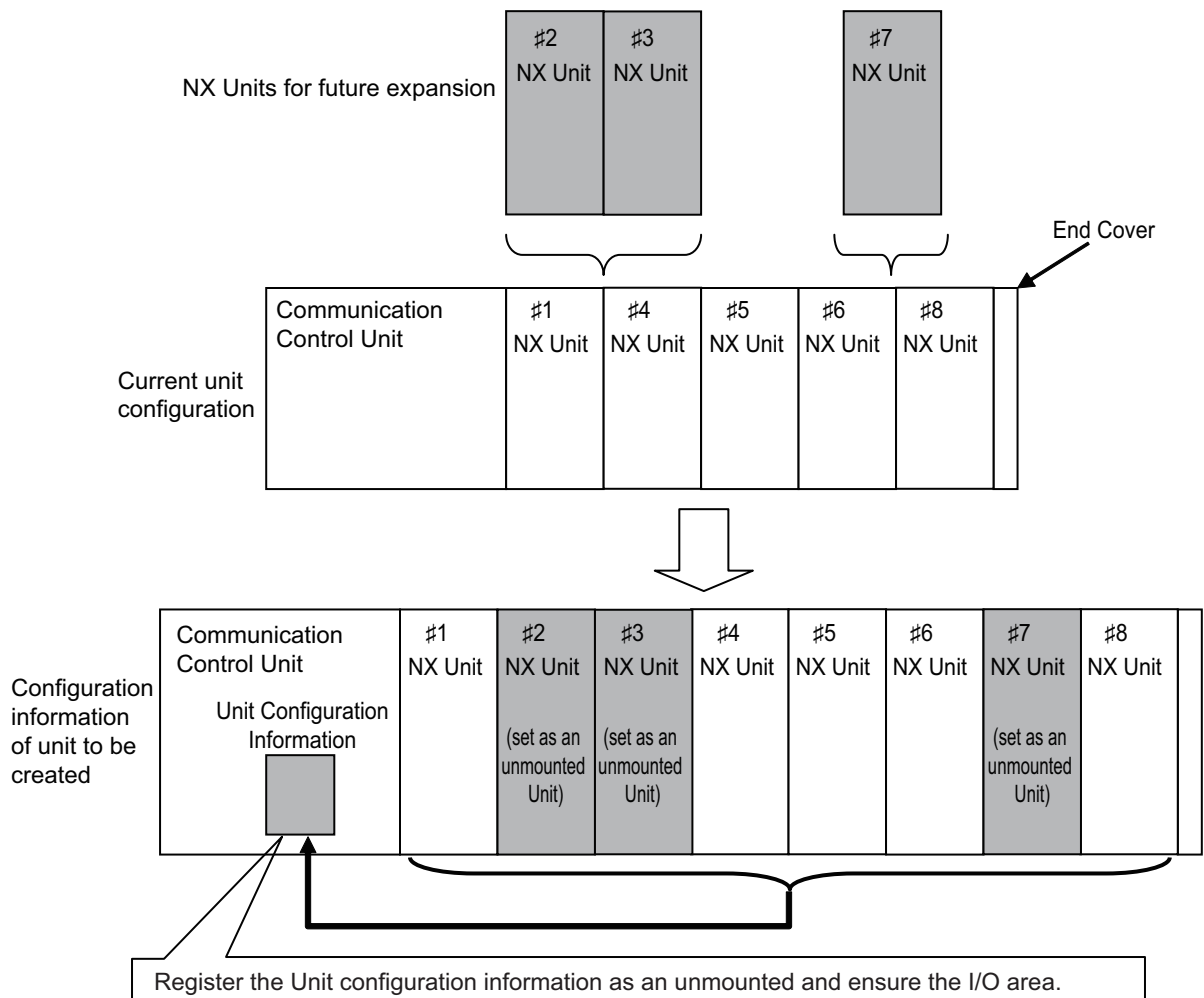 ♯2
NX Unit
♯3
NX Unit
♯7
NX Unit
NX Units for future expansion
End Cover
Communication
Control Unit
♯1
NX Unit
♯4
NX Unit
♯5
NX Unit
♯6
NX Unit
♯8
NX Unit
Current unit
configuration
Communication
Control Unit
Unit Configuration
Information
♯1
NX Unit
♯2
NX Unit
(set as an
unmounted
Unit)
♯3
NX Unit
(set as an
unmounted
Unit)
♯4
NX Unit
♯5
NX Unit
♯6
NX Unit
♯7
NX Unit
(set as an
unmounted
Unit)
♯8
NX Unit
Configuration
information
of unit to be
created
Register the Unit configuration information as an unmounted and ensure the I/O area.